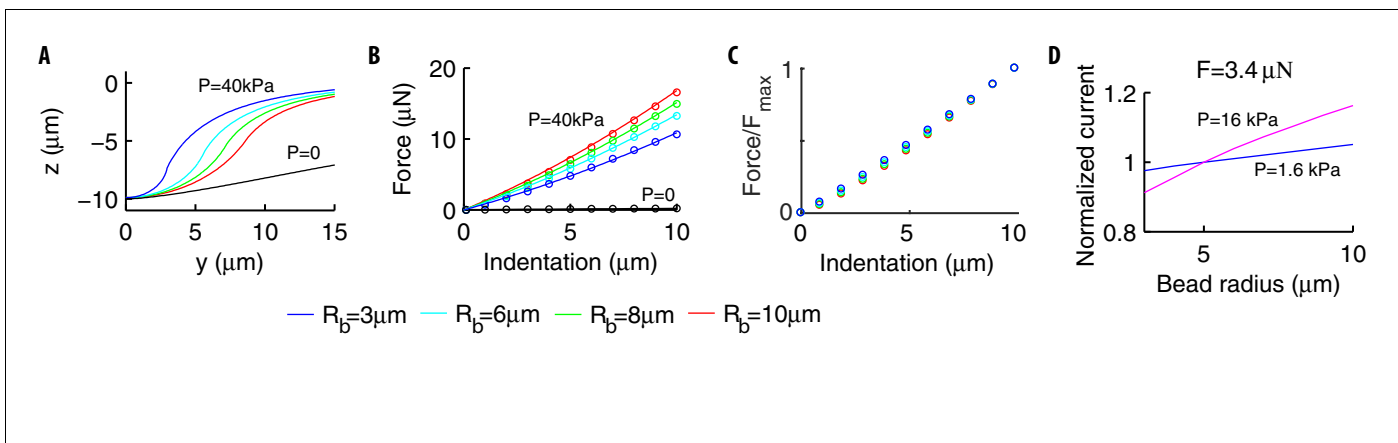 A
0
−5
−10
z (μm)
P=40kPa
P=0
0 5 10 15
y (μm)
B
20
10
0
Force (μN)
P=40kPa
P=0
0 5 10
Indentation (μm)
C
1
0
Force/F_max
0 5 10
Indentation (μm)
D
F=3.4 μN
1.2
1
0.8
Normalized current
P=16 kPa
P=1.6 kPa
5 10
Bead radius (μm)
R_b=3μm R_b=6μm R_b=8μm R_b=10μm